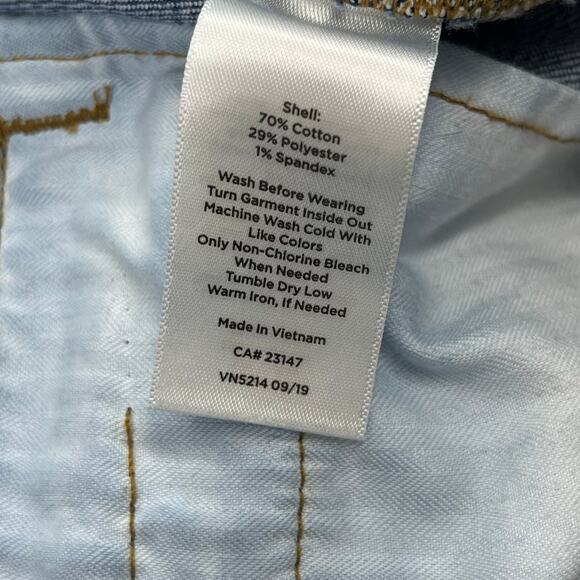 Shell:
70% Cotton
29% Polyester
1% Spandex
Wash Before Wearing
Turn Garment Inside Out
Machine Wash Cold With
Like Colors
Only Non-Chlorine Bleach
When Needed
Tumble Dry Low
Warm Iron, If Needed
Made In Vietnam
CA# 23147
VN5214 09/19